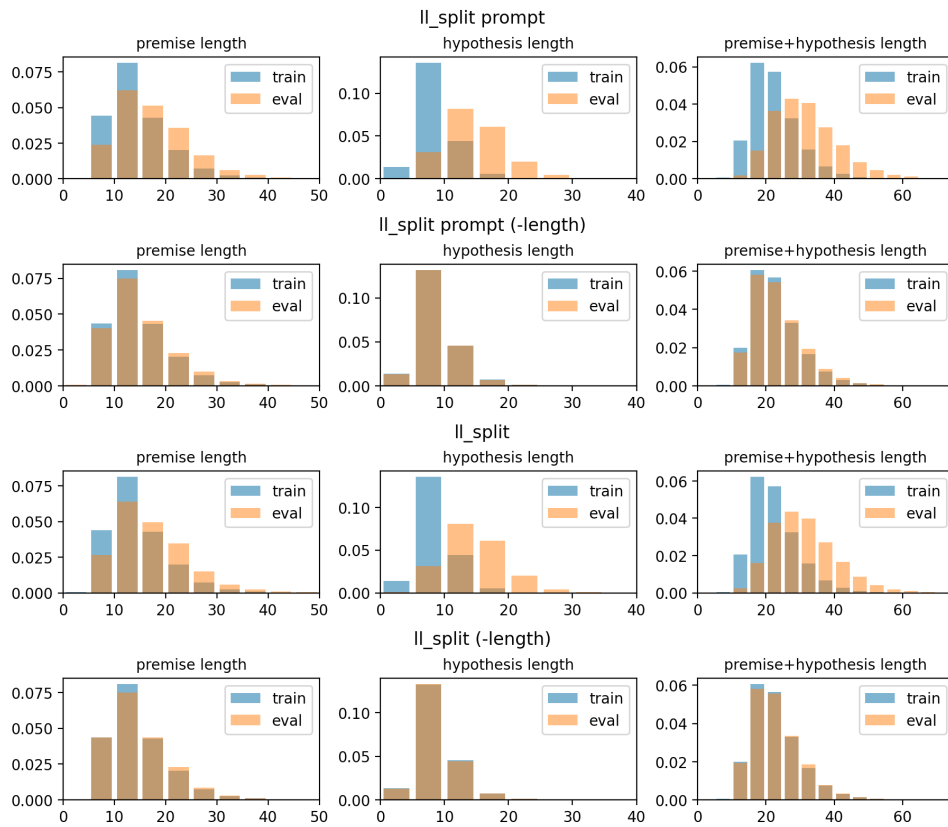 ll_split prompt
premise length hypothesis length premise+hypothesis length
0.075 0.050 0.025 0.000
train
eval
0 10 20 30 40 50
0.10 0.05 0.00
train
eval
0 10 20 30 40
0.06 0.04 0.02 0.00
train
eval
20 40 60
ll_split prompt (-length)
premise length hypothesis length premise+hypothesis length
0.075 0.050 0.025 0.000
train
eval
0 10 20 30 40 50
0.10 0.05 0.00
train
eval
0 10 20 30 40
0.06 0.04 0.02 0.00
train
eval
20 40 60
ll_split
premise length hypothesis length premise+hypothesis length
0.075 0.050 0.025 0.000
train
eval
0 10 20 30 40 50
0.10 0.05 0.00
train
eval
0 10 20 30 40
0.06 0.04 0.02 0.00
train
eval
20 40 60
ll_split (-length)
premise length hypothesis length premise+hypothesis length
0.075 0.050 0.025 0.000
train
eval
0 10 20 30 40 50
0.10 0.05 0.00
train
eval
0 10 20 30 40
0.06 0.04 0.02 0.00
train
eval
20 40 60